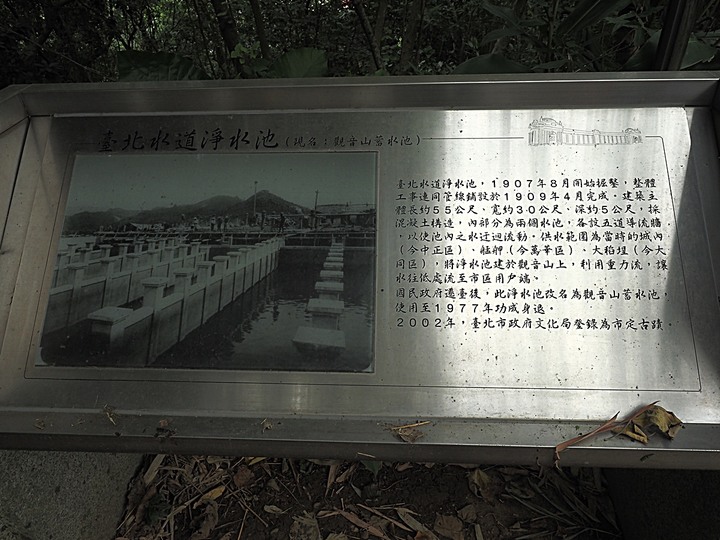 臺北水道淨水池(現名:觀音山蓄水池)
臺北水道淨水池,1907年8月開始掘鑿,整體
工事連同管線鋪設於1909年4月完成。建築主
體長約55公尺,寬約30公尺,深約5公尺,採
混凝土構造,內部分為兩個水池,各設五道導流牆
,以使池內之水迂迴流動。供水範圍為當時的城內
(今中正區)、艋舺(今萬華區)、大稻埕(今大
同區),將淨水池建於觀音山上,利用重力流,讓
水往低處流至市區用戶端。
國民政府遷臺後,此淨水池改名為觀音山蓄水池,
使用至1977年功成身退。
2002年,臺北市政府文化局登錄為市定古蹟。